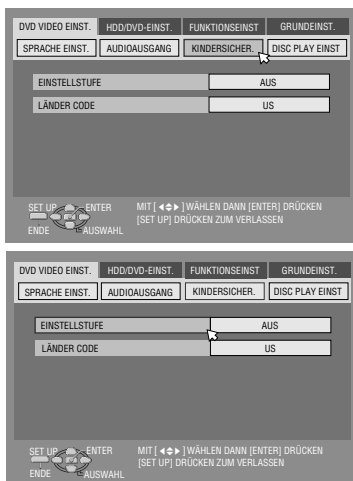 DVD VIDEO EINST. HDD/DVD-EINST. FUNKTIONSEINST GRUNDEINST.
SPRACHE EINST. AUDIOAUSGANG KINDERSICHER. DISC PLAY EINST
EINSTELLSTUFE AUS
LÄNDER CODE US
SET UP ENTER MIT [ ] WÄHLEN DANN [ENTER] DRÜCKEN
[SET UP] DRÜCKEN ZUM VERLASSEN
ENDE AUSWAHL
DVD VIDEO EINST. HDD/DVD-EINST. FUNKTIONSEINST GRUNDEINST.
SPRACHE EINST. AUDIOAUSGANG KINDERSICHER. DISC PLAY EINST
EINSTELLSTUFE AUS
LÄNDER CODE US
SET UP ENTER MIT [ ] WÄHLEN DANN [ENTER] DRÜCKEN
[SET UP] DRÜCKEN ZUM VERLASSEN
ENDE AUSWAHL